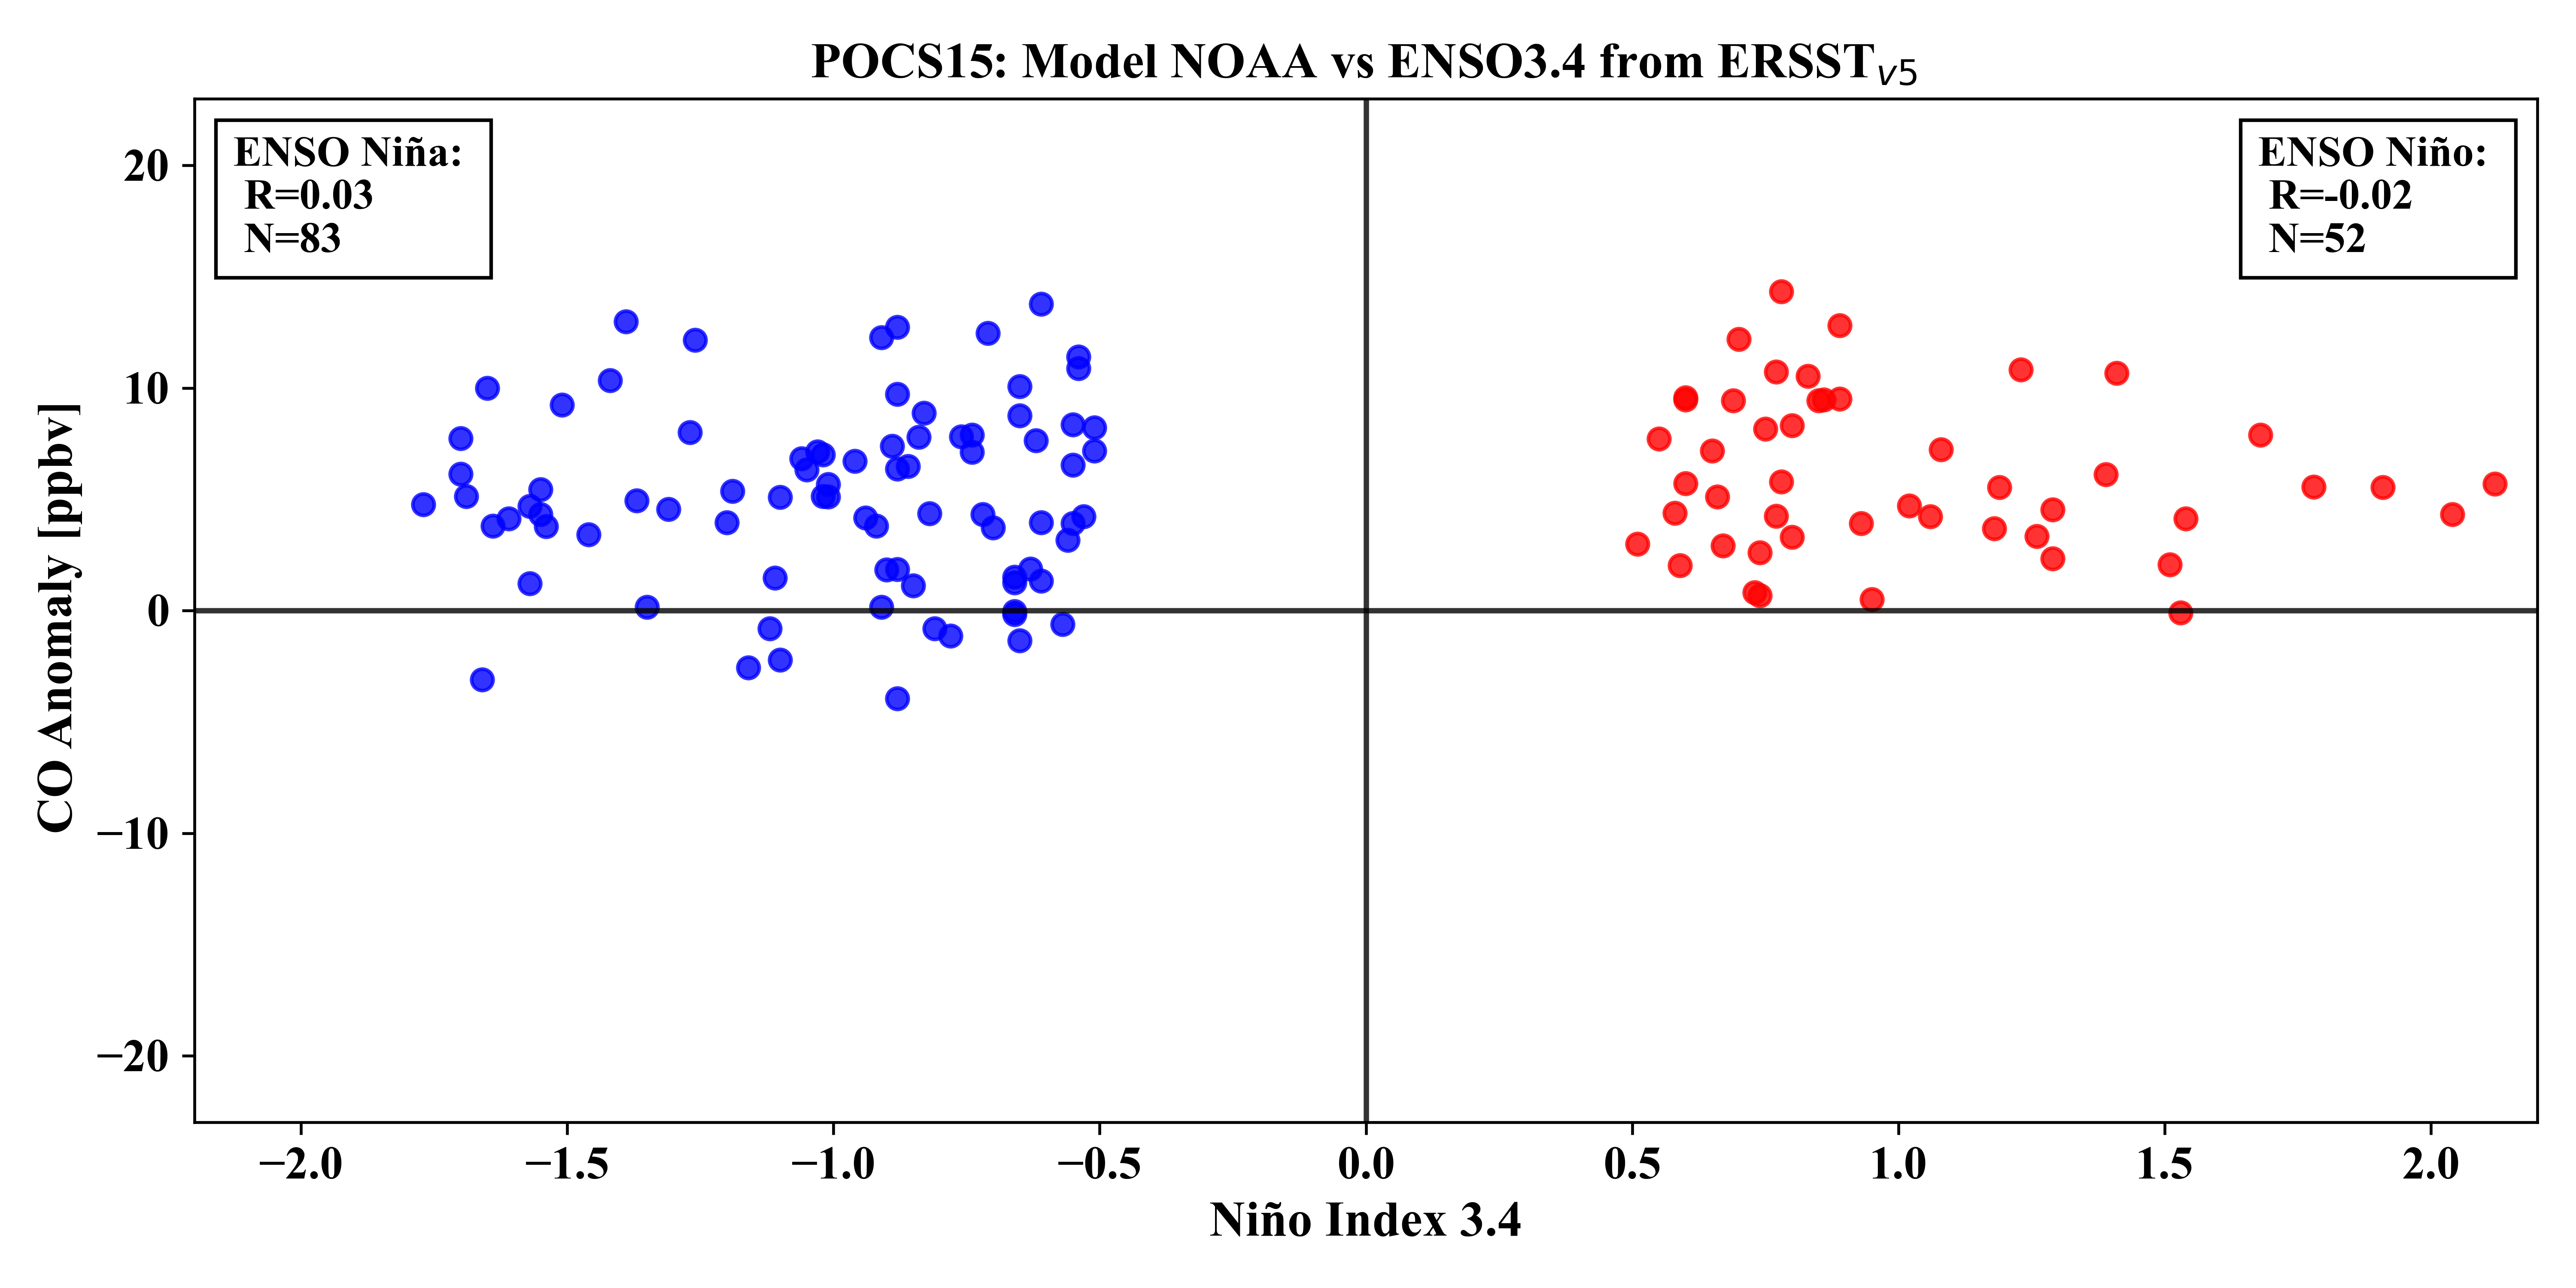 POCS15: Model NOAA vs ENSO3.4 from ERSSTv5
ENSO Niña:
R=0.03
N=83
ENSO Niño:
R=-0.02
N=52
CO Anomaly [ppbv]
20
10
0
−10
−20
−2.0 −1.5 −1.0 −0.5 0.0 0.5 1.0 1.5 2.0
Niño Index 3.4